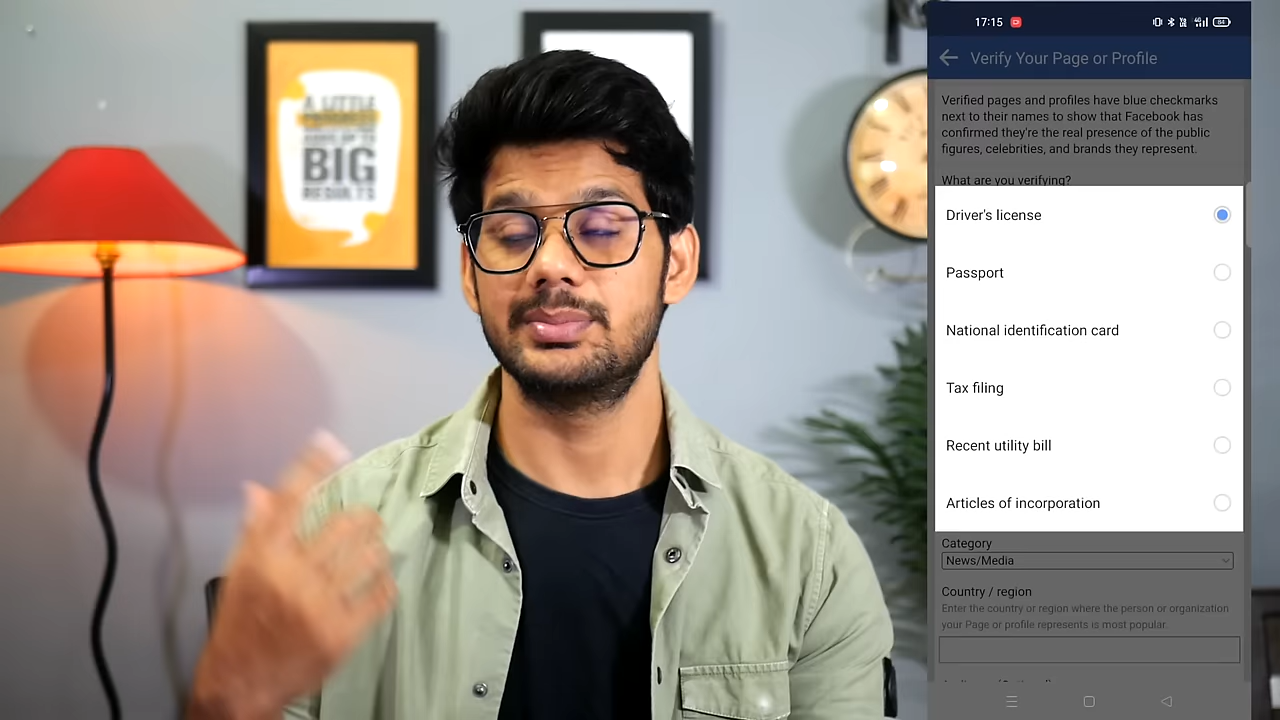 A LITTLE
PROGRESS
BIG
RESULTS
17:15
84
Verify Your Page or Profile
Verified pages and profiles have blue checkmarks
next to their names to show that Facebook has
confirmed they're the real presence of the public
figures, celebrities, and brands they represent.
What are you verifying?
Driver's license
Passport
National identification card
Tax filing
Recent utility bill
Articles of incorporation
Category
News/Media
Country / region
Enter the country or region where the person or organization
your Page or profile represents is most popular.